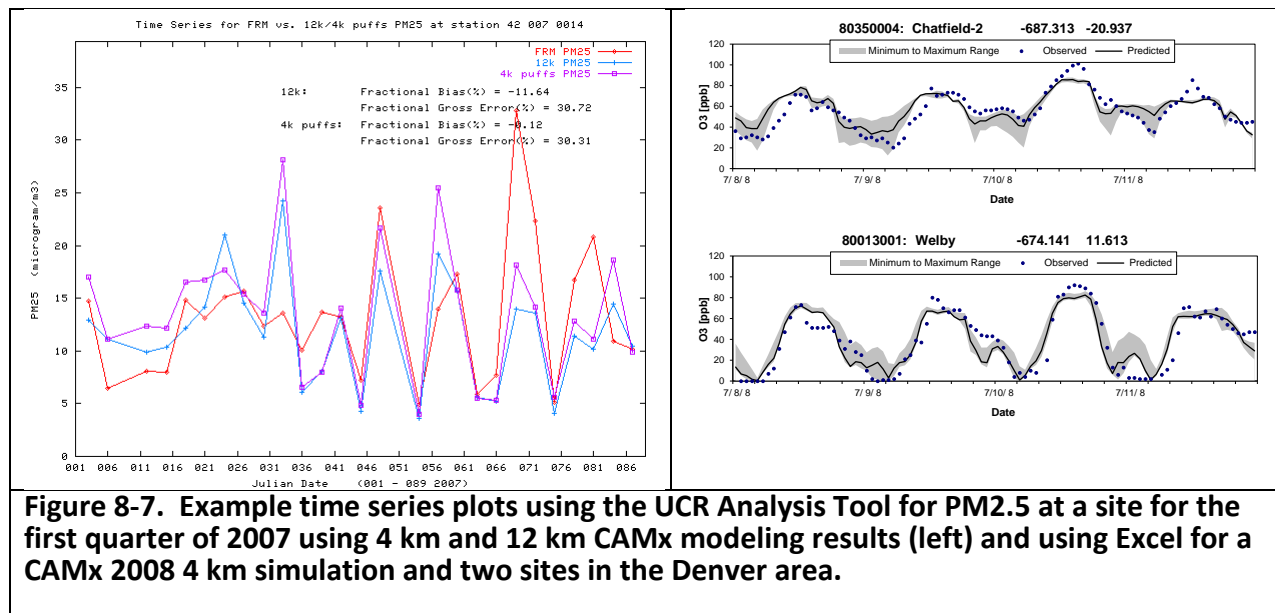 Time Series for FRM vs. 12k/4k puffs PM25 at station 42 007 0014
FRM PM25
12k PM25
4k puffs PM25
12k: Fractional Bias(%) = -11.64
Fractional Gross Error(%) = 30.72
4k puffs: Fractional Bias(%) = -0.12
Fractional Gross Error(%) = 30.31
PM25 (microgram/m3)
35
30
25
20
15
10
5
0
001 006 011 016 021 026 031 036 041 046 051 056 061 066 071 076 081 086
Julian Date (001 - 089 2007)
80350004: Chatfield-2 -687.313 -20.937
Minimum to Maximum Range Observed Predicted
O3 [ppb]
120
100
80
60
40
20
0
7/ 8/ 8 7/ 9/ 8 7/10/ 8 7/11/ 8
Date
80013001: Welby -674.141 11.613
Minimum to Maximum Range Observed Predicted
O3 [ppb]
120
100
80
60
40
20
0
7/ 8/ 8 7/ 9/ 8 7/10/ 8 7/11/ 8
Date
Figure 8-7. Example time series plots using the UCR Analysis Tool for PM2.5 at a site for the
first quarter of 2007 using 4 km and 12 km CAMx modeling results (left) and using Excel for a
CAMx 2008 4 km simulation and two sites in the Denver area.